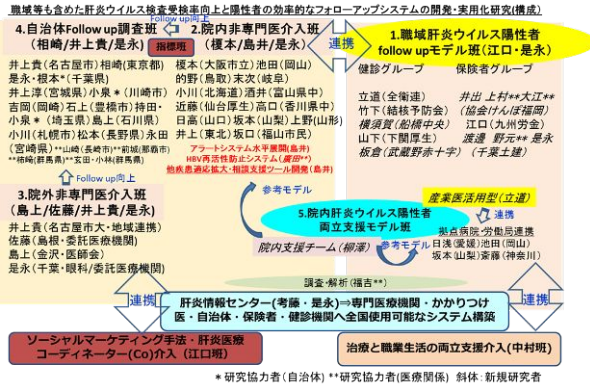 職域等も含めた肝炎ウイルス検査受検率向上と陽性者の効率的なフォローアップシステムの開発・実用化研究(構成)
4.自治体Follow up調査班
(相崎/井上貴/是永)
Follow up向上
指標班
井上貴(名古屋市)相崎(東京都)
是永・根本*(千葉県)
井上淳(宮城県)小泉*(川崎市)
吉岡(岡山県)石上(豊橋市)持田・
小泉*(埼玉県)島上(石川県)
小川(札幌市)松本(長野県)永田
(宮崎県)**山崎(長崎市)**前城(那覇市)
**柿崎(群馬県)**玄田・小林(群馬県)
2.院内非専門医介入班
(榎本/島井/是永)
榎本(大阪市立)池田(岡山)
的野(鳥取)末次(岐阜)
小川(北海道)酒井(富山県中)
近藤(仙台厚生)高口(香川県中)
日高(山口)坂本(山梨)上野(山形)
井上(東北)坂口(福山市民)
アラートシステム水平展開(島井)
HBV再活性防止システム(廣田**)
他疾患適応拡大・相談支援ツール開発(島井)
連携
1.職域肝炎ウイルス陽性者
follow upモデル班(江口・是永)
健診グループ
保険者グループ
立道(全衛連)
竹下(結核予防会)
横須賀(船橋中央)
山下(下関厚生)
板倉(武蔵野赤十字)
井出 上村**大江**
(協会けんぽ福岡)
江口(九州労金)
渡邉 野元** 是永
(千葉土建)
Follow up向上
3.院外非専門医介入班
(島上/佐藤/井上貴/是永)
井上貴(名古屋市大・地域連携)
佐藤(島根・委託医療機関)
島上(金沢・医師会)
是永(千葉・眼科/委託医療機関)
参考モデル
5.院内肝炎ウイルス陽性者
両立支援モデル班
院内支援チーム(柳澤)
参考モデル
産業医活用型(立道)
連携
拠点病院・労働局連携
日浅(愛媛)池田(岡山)
坂本(山梨)斎藤(神奈川)
調査・解析(福吉**)
連携
肝炎情報センター(考藤・是永)⇒専門医療機関・かかりつけ
医・自治体・保険者・健診機関へ全国使用可能なシステム構築
連携
ソーシャルマーケティング手法・肝炎医療
コーディネーター(Co)介入(江口班)
治療と職業生活の両立支援介入(中村班)
*研究協力者(自治体) **研究協力者(医療関係) 斜体:新規研究者